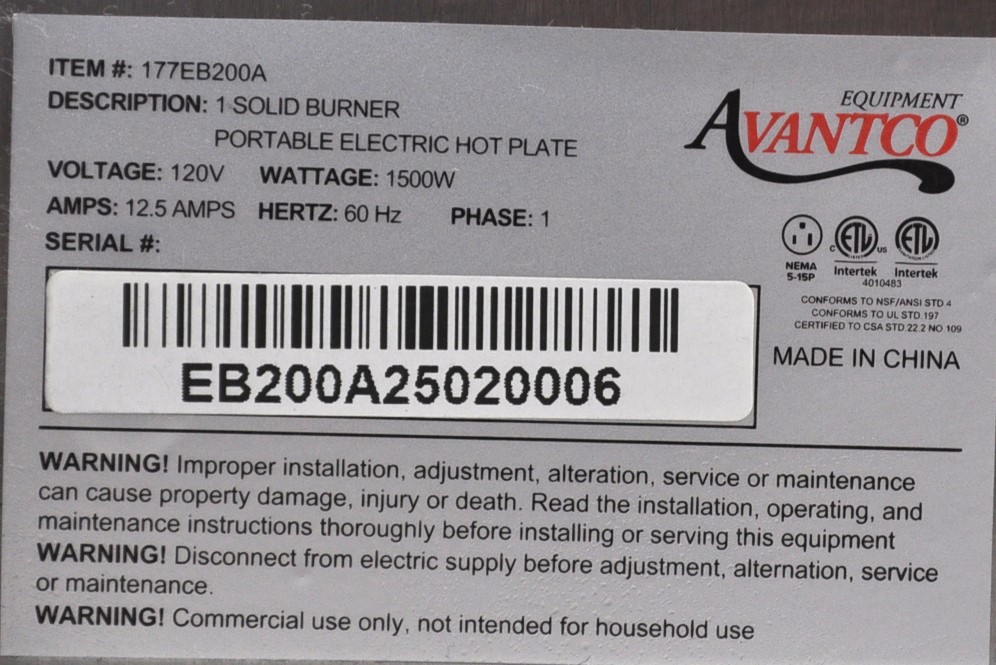 ITEM #: 177EB200A
DESCRIPTION: 1 SOLID BURNER
PORTABLE ELECTRIC HOT PLATE
VOLTAGE: 120V WATTAGE: 1500W
AMPS: 12.5 AMPS HERTZ: 60 Hz PHASE: 1
SERIAL #:
EB200A25020006
EQUIPMENT
AVANTCO®
NEMA
5-15P
C ETL US
Intertek
ETL
Intertek
4010483
CONFORMS TO NSF/ANSI STD 4
CONFORMS TO UL STD.197
CERTIFIED TO CSA STD.22.2 NO 109
MADE IN CHINA
WARNING! Improper installation, adjustment, alteration, service or maintenance
can cause property damage, injury or death. Read the installation, operating, and
maintenance instructions thoroughly before installing or serving this equipment
WARNING! Disconnect from electric supply before adjustment, alternation, service
or maintenance.
WARNING! Commercial use only, not intended for household use